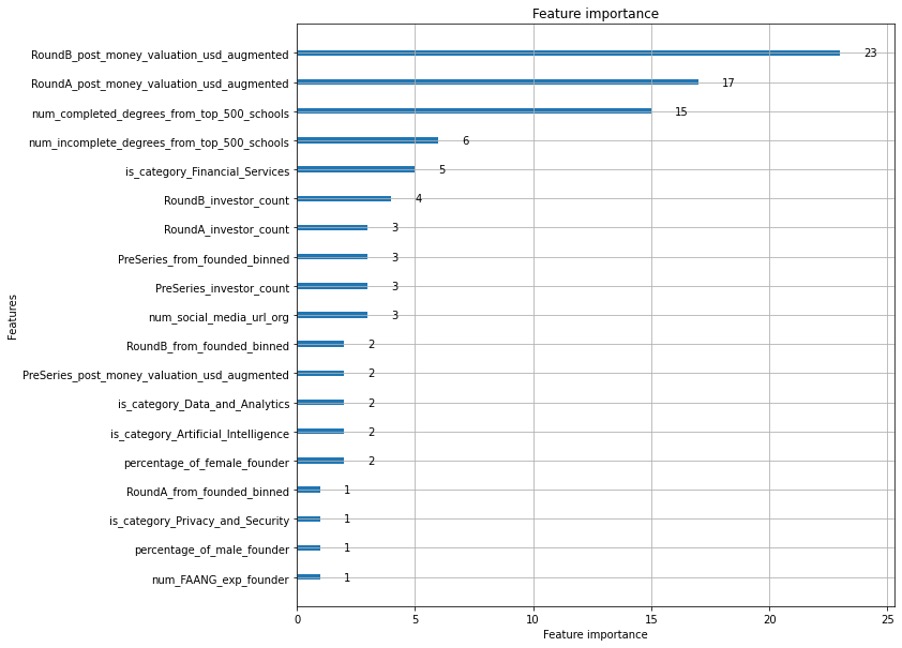 Feature importance
RoundB_post_money_valuation_usd_augmented 23
RoundA_post_money_valuation_usd_augmented 17
num_completed_degrees_from_top_500_schools 15
num_incomplete_degrees_from_top_500_schools 6
is_category_Financial_Services 5
RoundB_investor_count 4
RoundA_investor_count 3
PreSeries_from_founded_binned 3
PreSeries_investor_count 3
num_social_media_url_org 3
RoundB_from_founded_binned 2
PreSeries_post_money_valuation_usd_augmented 2
is_category_Data_and_Analytics 2
is_category_Artificial_Intelligence 2
percentage_of_female_founder 2
RoundA_from_founded_binned 1
is_category_Privacy_and_Security 1
percentage_of_male_founder 1
num_FAANG_exp_founder 1
Features
0 5 10 15 20 25
Feature importance